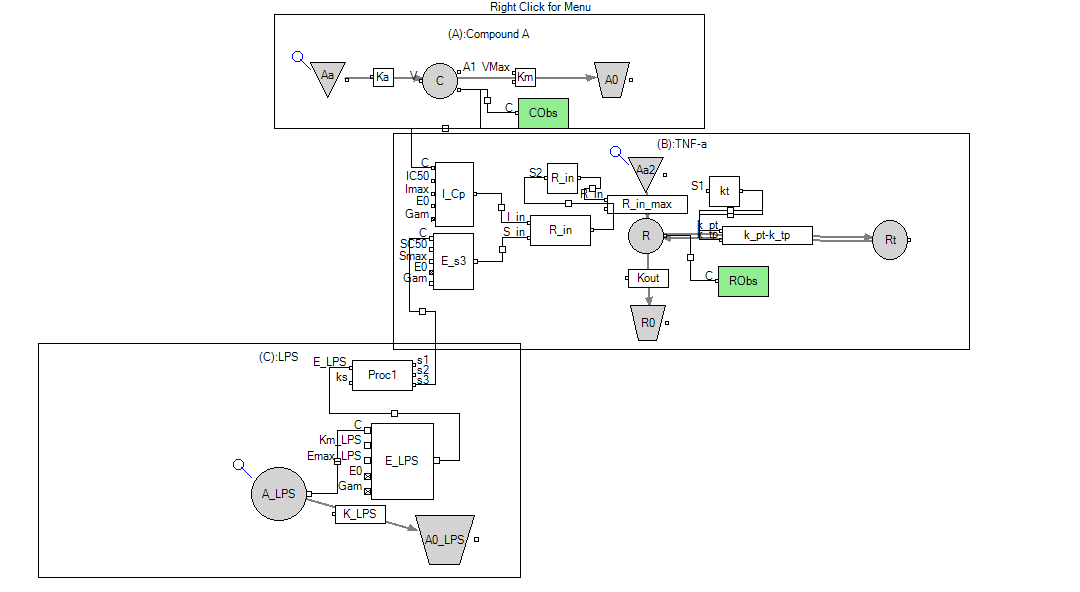 Right Click for Menu
(A):Compound A
Aa
Ka
V
C
A1
VMax
Km
A0
C
CObs
(B):TNF-a
C
IC50
Imax
E0
Gam
I_Cp
C
SC50
Smax
E0
Gam
E_s3
S2
R_in
R_in
Aa2
R_in_max
I_in
S_in
R_in
S1
kt
R
k_pt
k_tp
k_pt-k_tp
Rt
Kout
C
RObs
R0
(C):LPS
E_LPS
ks
Proc1
s1
s2
s3
C
Km_LPS
Emax_LPS
E0
Gam
E_LPS
A_LPS
K_LPS
A0_LPS